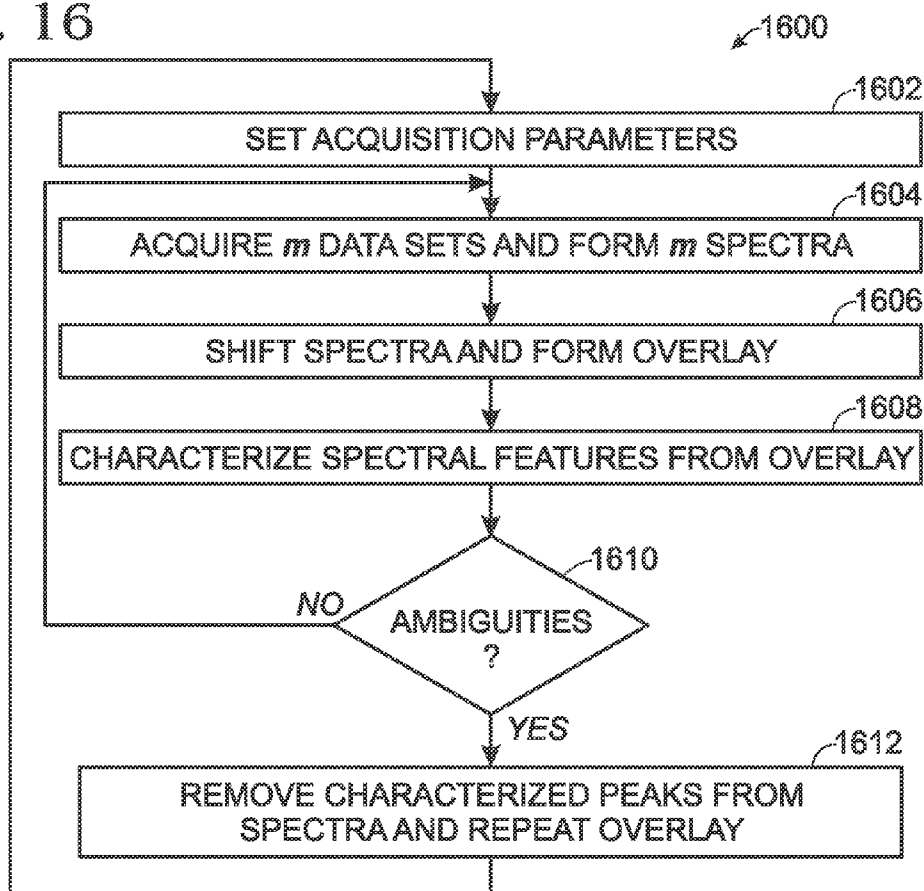 . 16
1600
1602
SET ACQUISITION PARAMETERS
1604
ACQUIRE m DATA SETS AND FORM m SPECTRA
1606
SHIFT SPECTRA AND FORM OVERLAY
1608
CHARACTERIZE SPECTRAL FEATURES FROM OVERLAY
1610
NO
AMBIGUITIES
?
YES
1612
REMOVE CHARACTERIZED PEAKS FROM
SPECTRA AND REPEAT OVERLAY